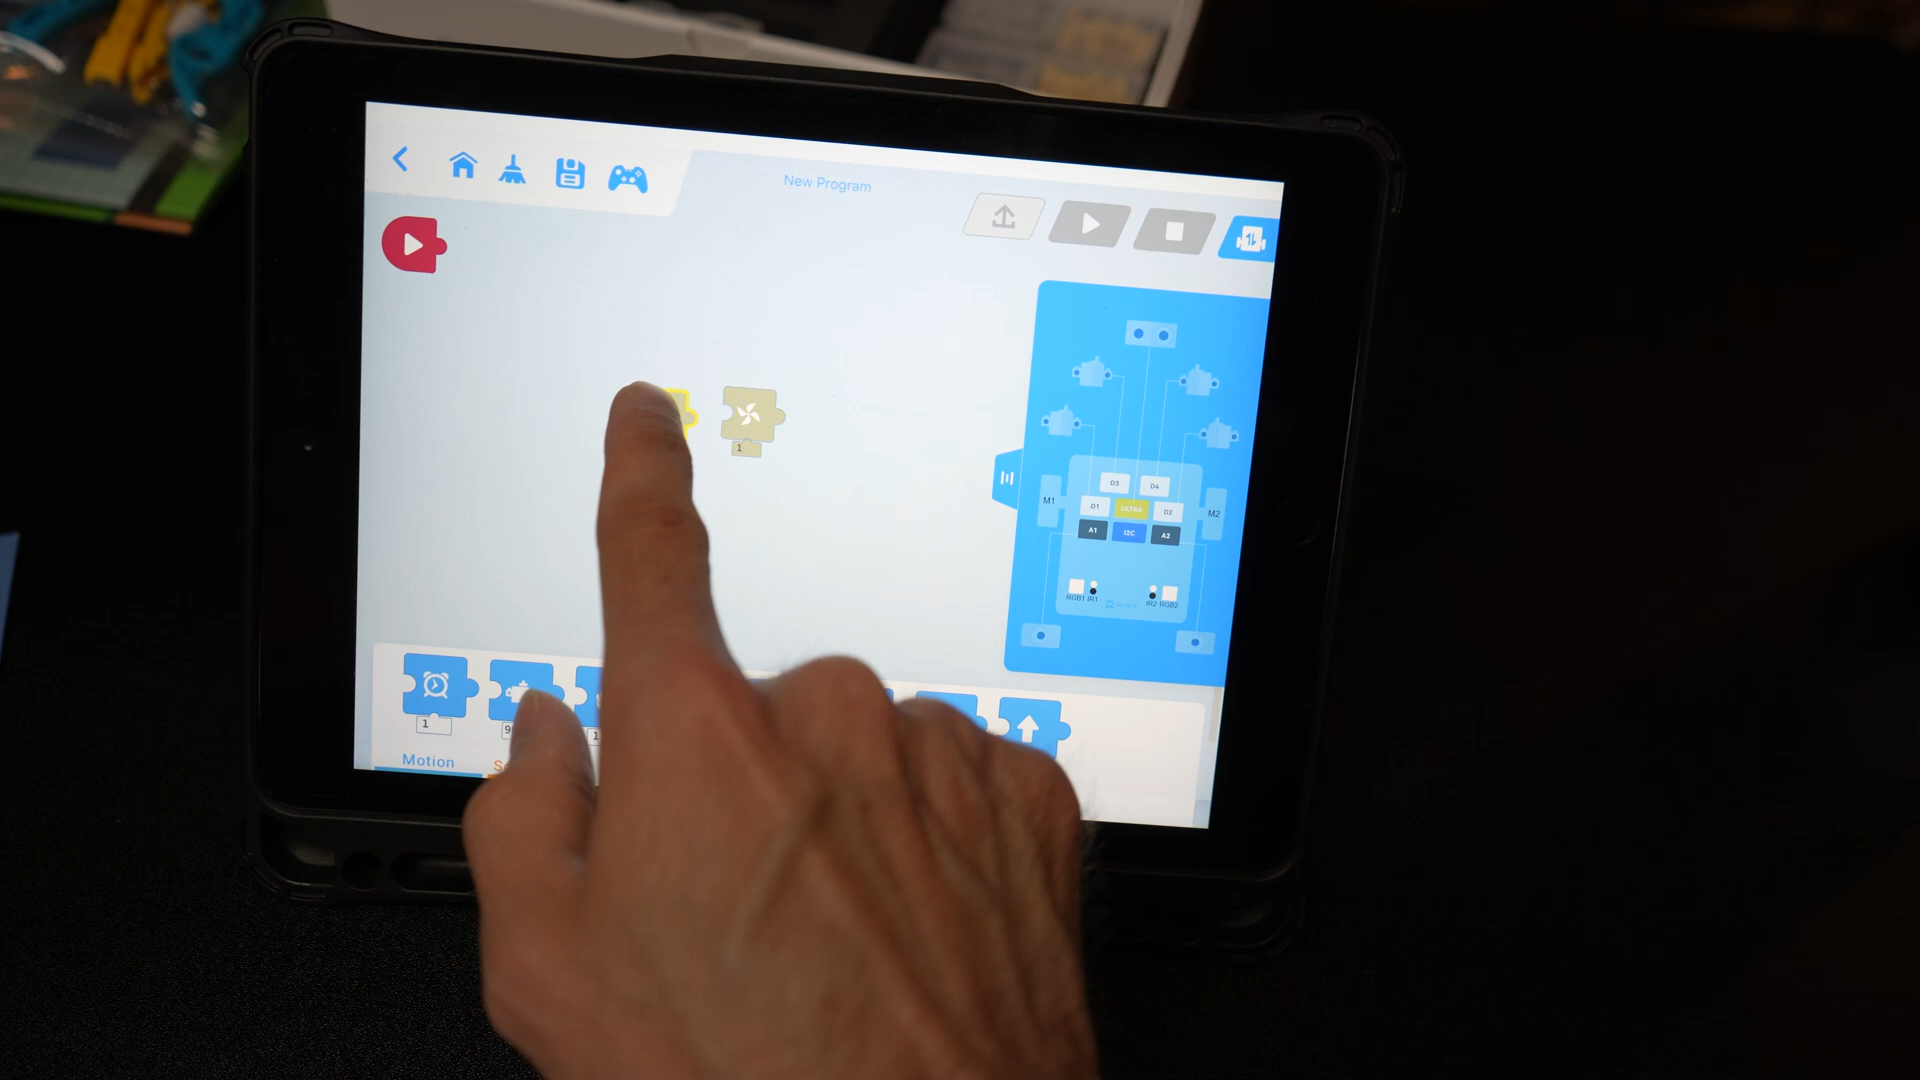 New Program
1
D3
D4
M1
D1
ULTRA
D2
M2
A1
I2C
A2
RGB1 IR1
IR2 RGB2
1
9
1
Motion
S